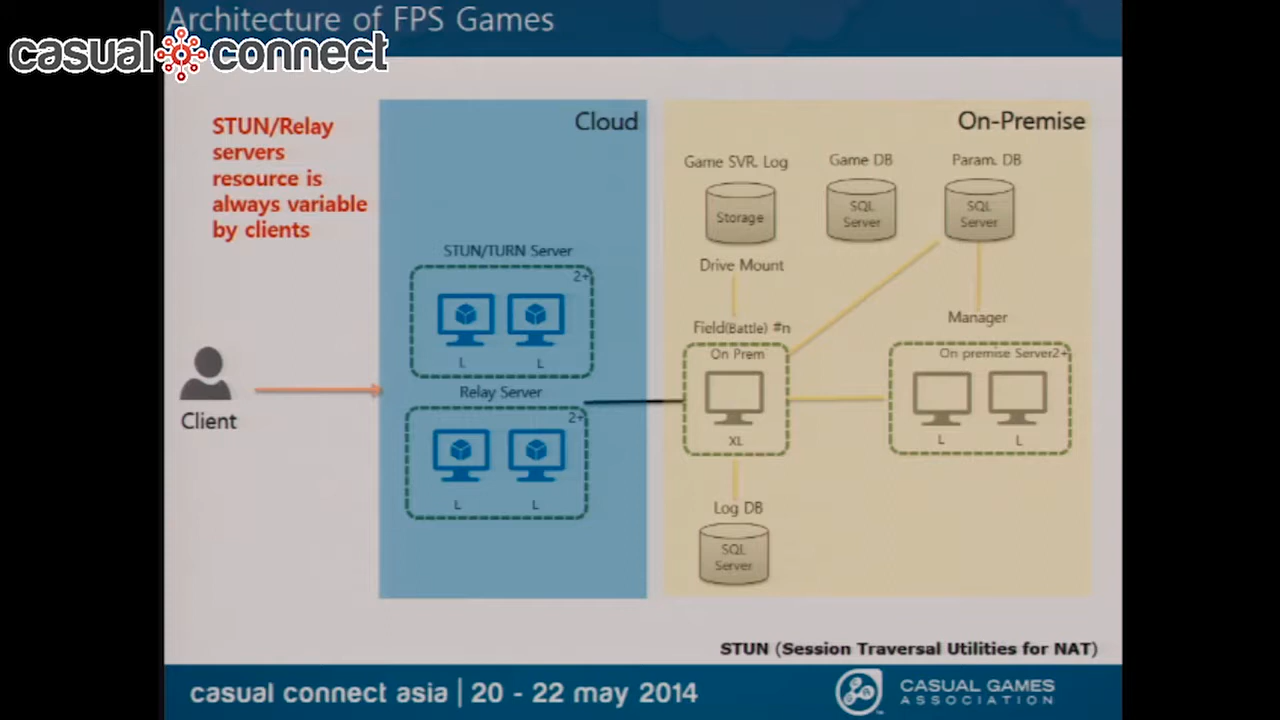 Architecture of FPS Games
casual connect
STUN/Relay
servers
resource is
always variable
by clients
Client
Cloud
STUN/TURN Server
2+
L
L
Relay Server
2+
L
L
On-Premise
Game SVR. Log
Storage
Drive Mount
Game DB
SQL
Server
Param. DB
SQL
Server
Field(Battle) #n
On Prem
XL
Manager
On premise Server2+
L
L
Log DB
SQL
Server
STUN (Session Traversal Utilities for NAT)
casual connect asia | 20 - 22 may 2014
CASUAL GAMES
ASSOCIATION